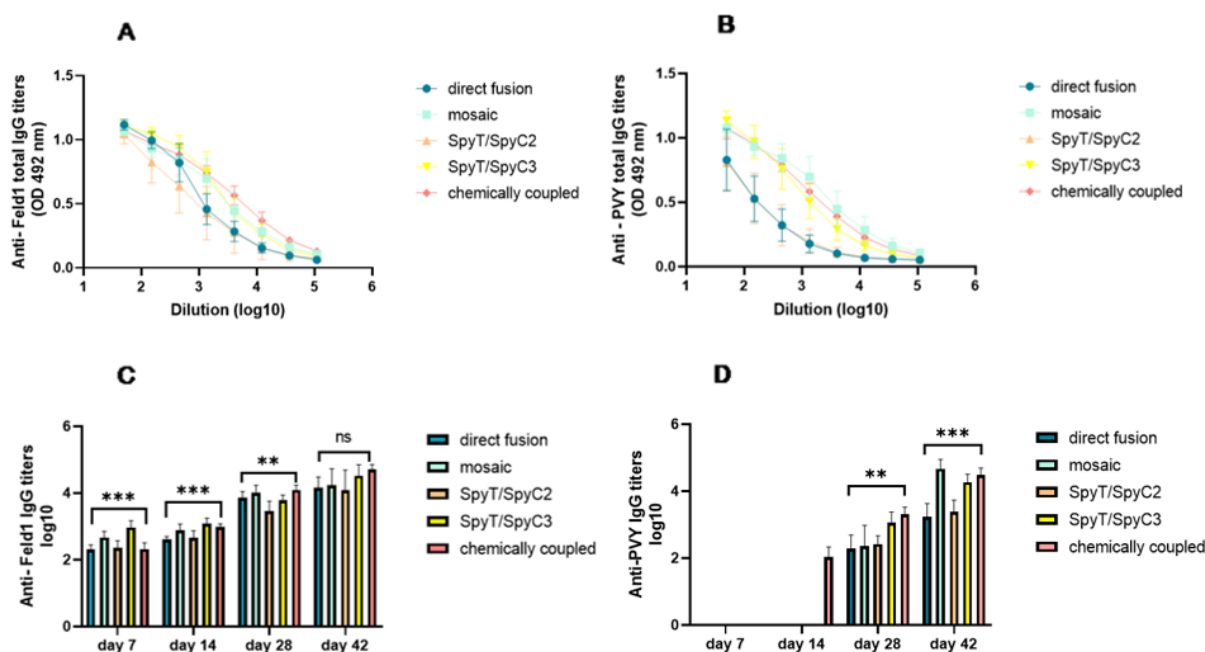 A
Anti- Feld1 total IgG titers
(OD 492 nm)
1.5
1.0
0.5
0.0
1 2 3 4 5 6
Dilution (log10)
direct fusion
mosaic
SpyT/SpyC2
SpyT/SpyC3
chemically coupled
B
Anti - PVY total IgG titers
(OD 492 nm)
1.5
1.0
0.5
0.0
1 2 3 4 5 6
Dilution (log10)
direct fusion
mosaic
SpyT/SpyC2
SpyT/SpyC3
chemically coupled
C
Anti- Feld1 IgG titers
log10
6
4
2
0
*** *** ** ns
day 7 day 14 day 28 day 42
direct fusion
mosaic
SpyT/SpyC2
SpyT/SpyC3
chemically coupled
D
Anti-PVY IgG titers
log10
6
4
2
0
** ***
day 7 day 14 day 28 day 42
direct fusion
mosaic
SpyT/SpyC2
SpyT/SpyC3
chemically coupled